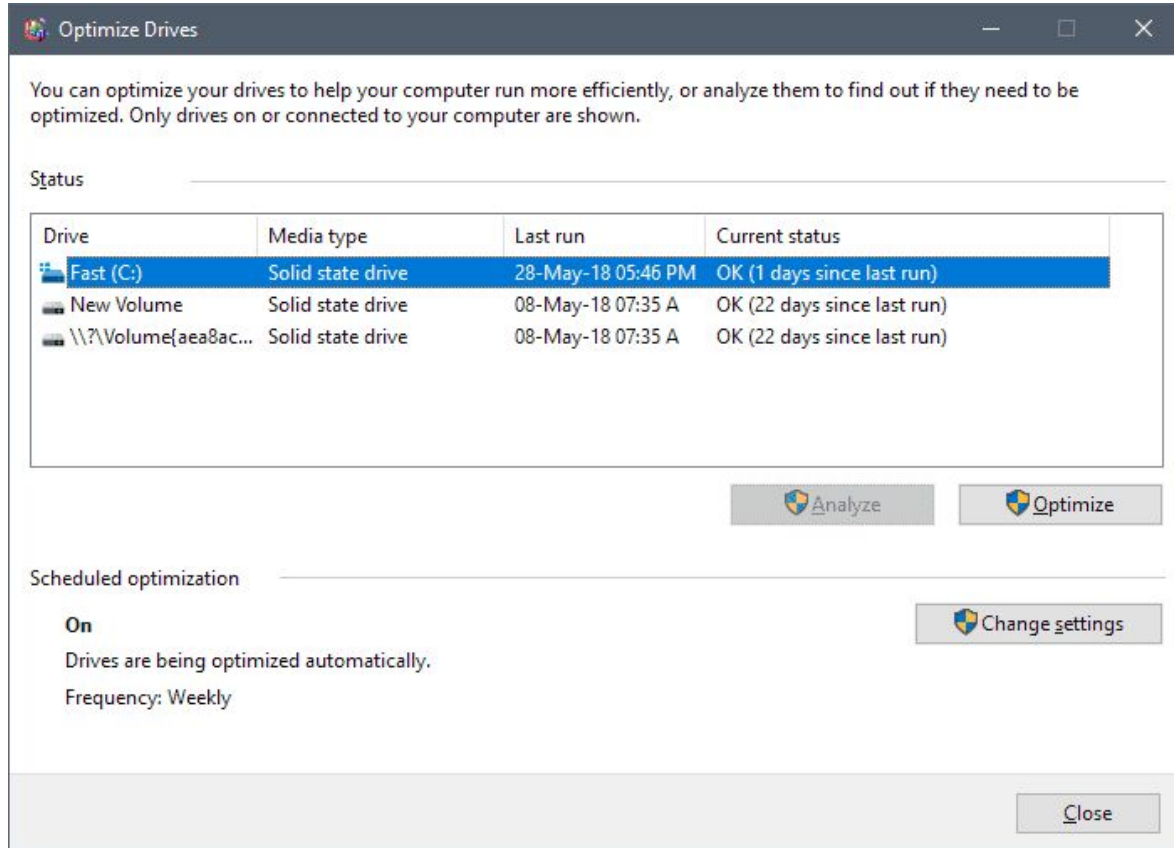 Optimize Drives
You can optimize your drives to help your computer run more efficiently, or analyze them to find out if they need to be
optimized. Only drives on or connected to your computer are shown.
Status
Drive Media type Last run Current status
Fast (C:) Solid state drive 28-May-18 05:46 PM OK (1 days since last run)
New Volume Solid state drive 08-May-18 07:35 A OK (22 days since last run)
\\?\Volume{aea8ac... Solid state drive 08-May-18 07:35 A OK (22 days since last run)
Analyze Optimize
Scheduled optimization
On
Change settings
Drives are being optimized automatically.
Frequency: Weekly
Close